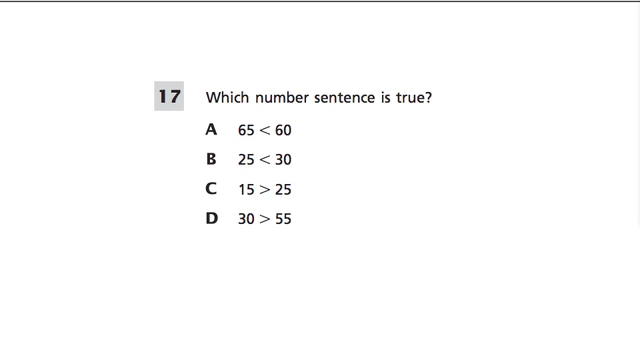 17 Which number sentence is true?
A 65 < 60
B 25 < 30
C 15 > 25
D 30 > 55